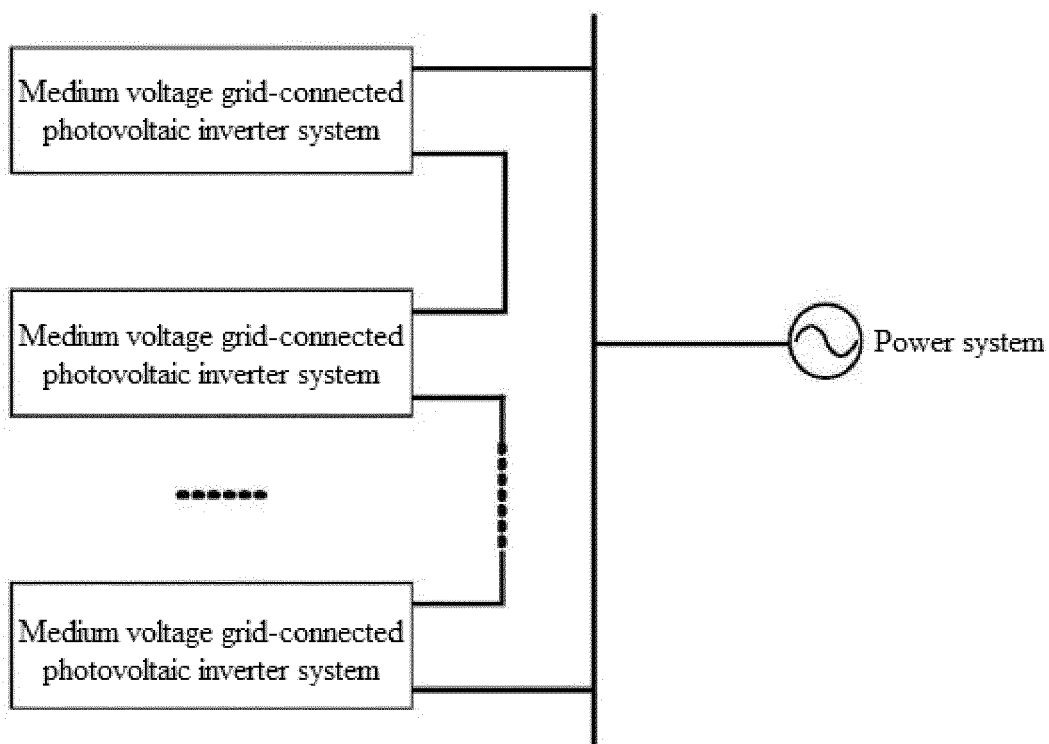 Medium voltage grid-connected
photovoltaic inverter system
Medium voltage grid-connected
photovoltaic inverter system
Power system
Medium voltage grid-connected
photovoltaic inverter system